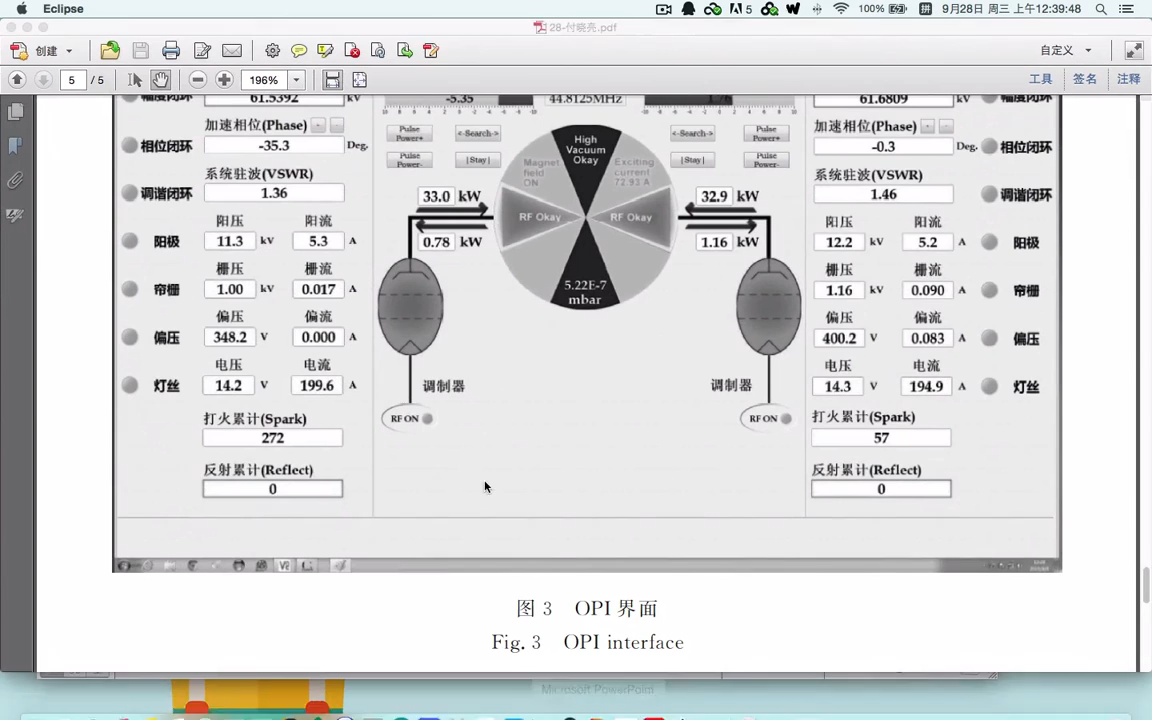 Eclipse
5
100%
9月28日 周三 上午12:39:48
28-付晓亮.pdf
创建
自定义
5 / 5
196%
工具
签名
注释
幅度闭环 61.5392 kV
-5.35 44.8125MHz 1.76
61.6809 kV 幅度闭环
加速相位(Phase) - 
相位闭环 -35.3 Deg.
系统驻波(VSWR)
调谐闭环 1.36
阳压 阳流
阳极 11.3 kV 5.3 A
栅压 栅流
帘栅 1.00 kV 0.017 A
偏压 偏流
偏压 348.2 V 0.000 A
电压 电流
灯丝 14.2 V 199.6 A
打火累计(Spark)
272
反射累计(Reflect)
0
Pulse Power+
<-Search->
Pulse Power-
|Stay|
33.0 kW
0.78 kW
High
Vacuum
Okay
Magnet
field
ON
Exciting
current
72.93 A
RF Okay
RF Okay
5.22E-7
mbar
<-Search->
Pulse Power+
|Stay|
Pulse Power-
32.9 kW
1.16 kW
调制器
调制器
RF ON
RF ON
加速相位(Phase) - 
-0.3 Deg. 相位闭环
系统驻波(VSWR)
1.46 调谐闭环
阳压 阳流
12.2 kV 5.2 A 阳极
栅压 栅流
1.16 kV 0.090 A 帘栅
偏压 偏流
400.2 V 0.083 A 偏压
电压 电流
14.3 V 194.9 A 灯丝
打火累计(Spark)
57
反射累计(Reflect)
0
图 3 OPI 界面
Fig. 3 OPI interface
Microsoft PowerPoint